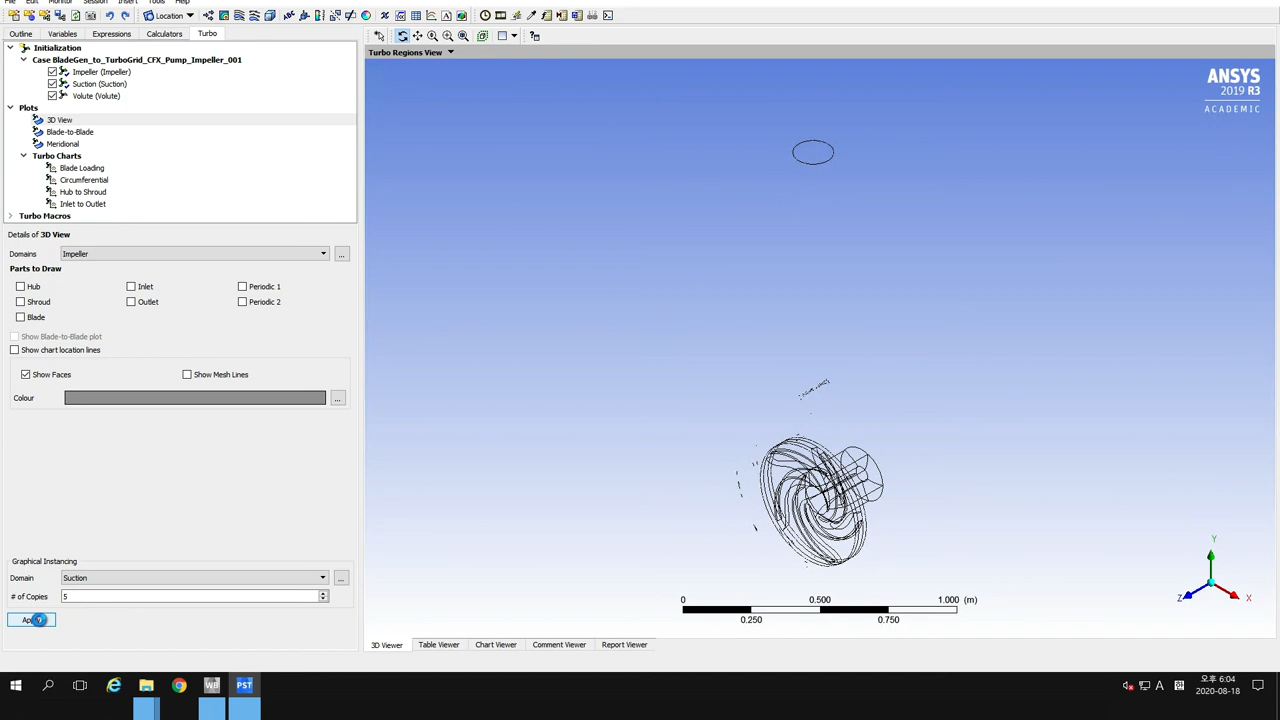 File Edit Monitor Session Insert Tools Help
Location
Outline Variables Expressions Calculators Turbo
Initialization
Case BladeGen_to_TurboGrid_CFX_Pump_Impeller_001
Impeller (Impeller)
Suction (Suction)
Volute (Volute)
Plots
3D View
Blade-to-Blade
Meridional
Turbo Charts
Blade Loading
Circumferential
Hub to Shroud
Inlet to Outlet
Turbo Macros
Details of 3D View
Domains Impeller ...
Parts to Draw
Hub Inlet Periodic 1
Shroud Outlet Periodic 2
Blade
Show Blade-to-Blade plot
Show chart location lines
Show Faces Show Mesh Lines
Colour ...
Graphical Instancing
Domain Suction ...
# of Copies 5
Turbo Regions View
ANSYS
2019 R3
ACADEMIC
0 0.500 1.000 (m)
0.250 0.750
Y
Z X
3D Viewer Table Viewer Chart Viewer Comment Viewer Report Viewer
WB PST
A 오후 6:04
2020-08-18